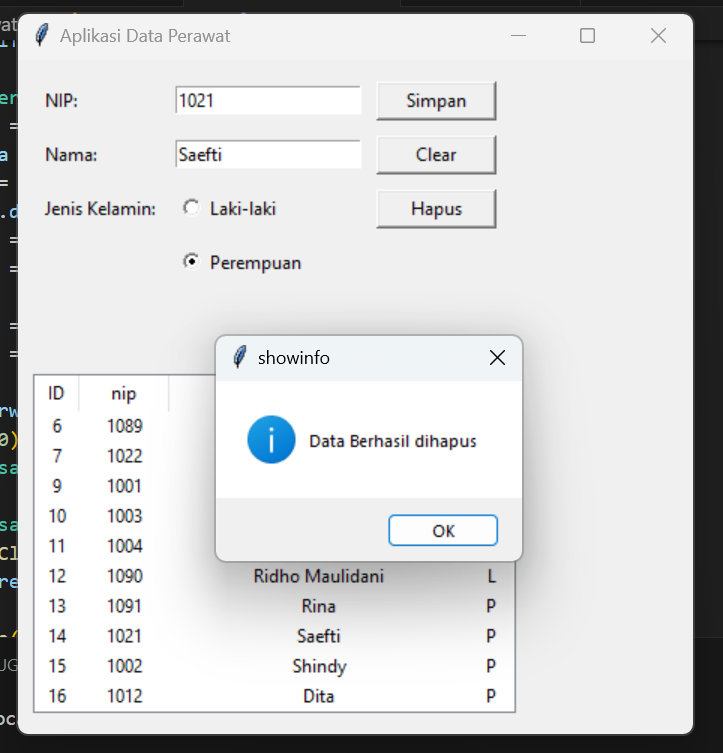 Aplikasi Data Perawat
NIP: 1021 Simpan
Nama: Saefti Clear
Jenis Kelamin: Laki-laki Hapus
Perempuan
showinfo
Data Berhasil dihapus
OK
ID nip
6 1089
7 1022
9 1001
10 1003
11 1004
12 1090 Ridho Maulidani L
13 1091 Rina P
14 1021 Saefti P
15 1002 Shindy P
16 1012 Dita P